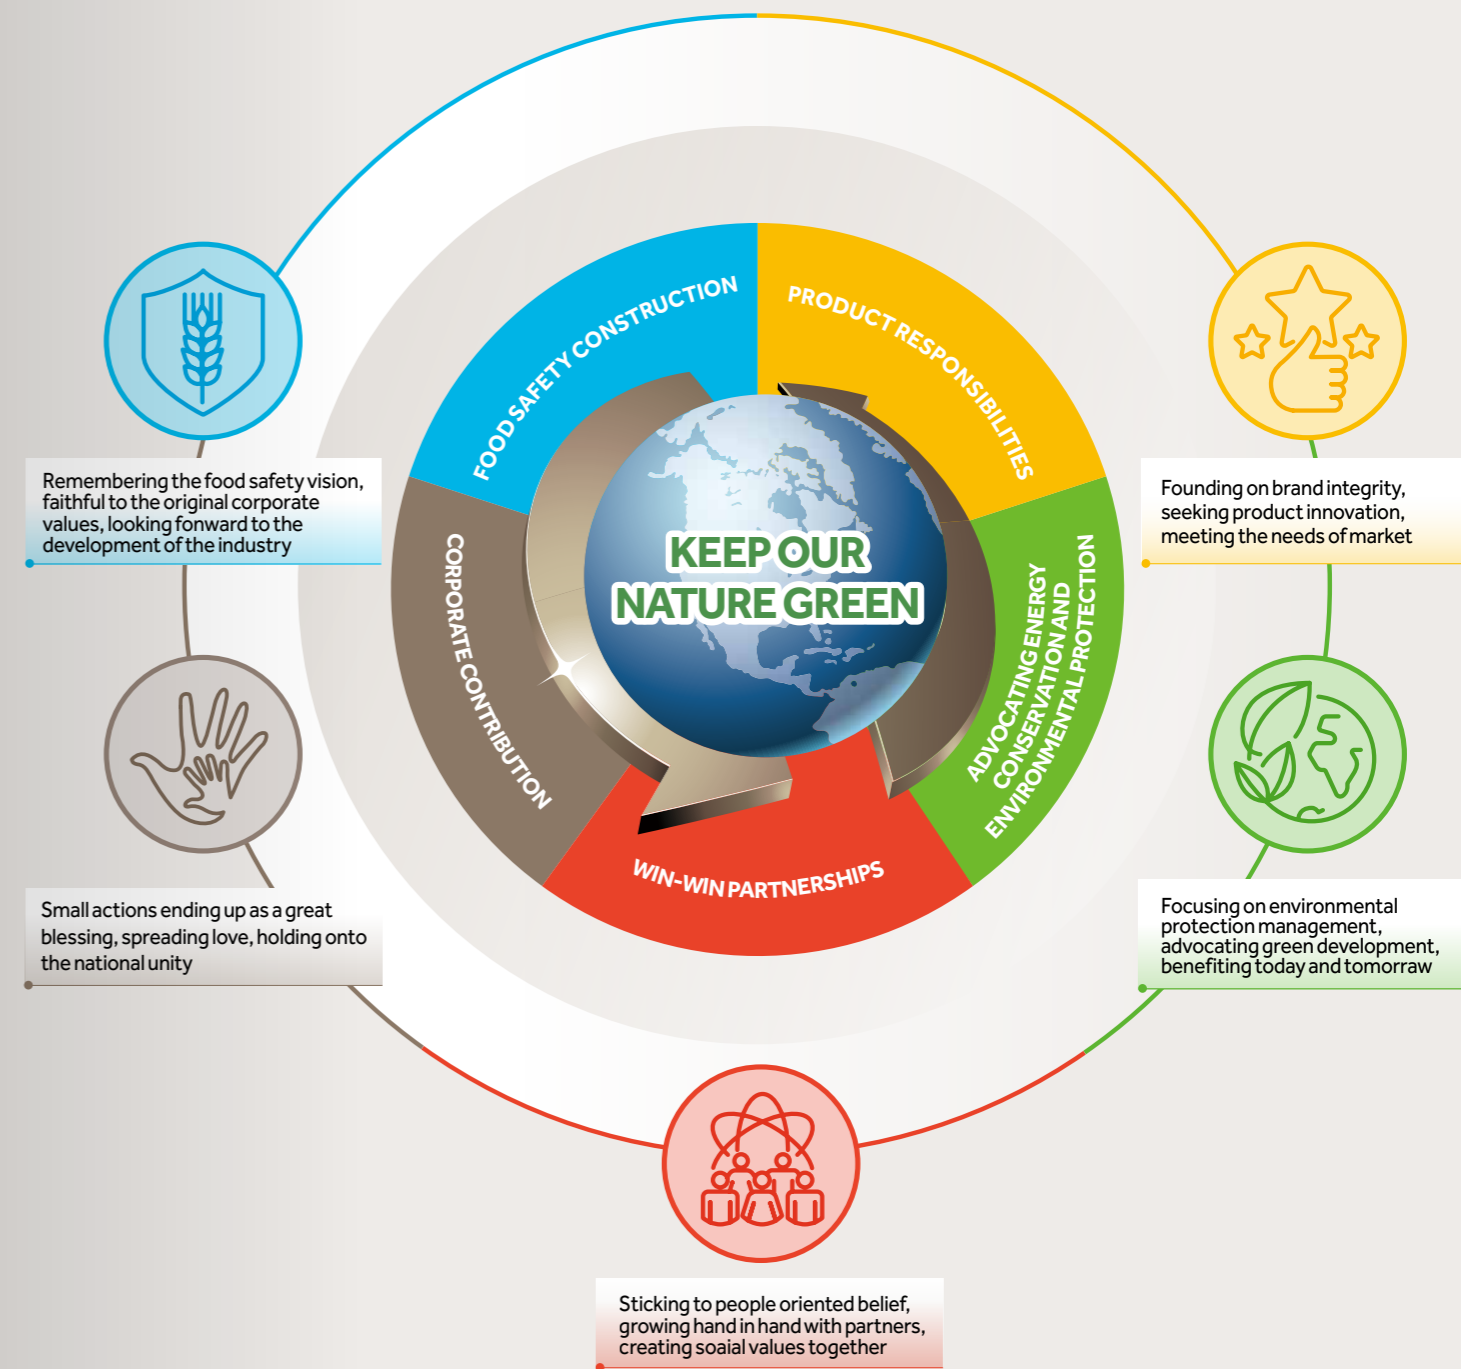 FOOD SAFETY CONSTRUCTION
PRODUCT RESPONSIBILITIES
KEEP OUR
NATURE GREEN
CORPORATE CONTRIBUTION
ADVOCATING ENERGY
CONSERVATION AND
ENVIRONMENTAL PROTECTION
WIN-WIN PARTNERSHIPS
Remembering the food safety vision,
faithful to the original corporate
values, looking fonward to the
development of the industry
Founding on brand integrity,
seeking product innovation,
meeting the needs of market
Small actions ending up as a great
blessing, spreading love, holding onto
the national unity
Focusing on environmental
protection management,
advocating green development,
benefiting today and tomorraw
Sticking to people oriented belief,
growing hand in hand with partners,
creating soaial values together